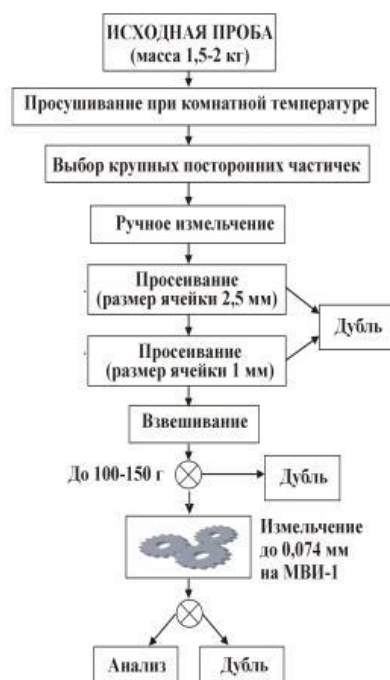 ИСХОДНАЯ ПРОБА
(масса 1,5-2 кг)
Просушивание при комнатной температуре
Выбор крупных посторонних частичек
Ручное измельчение
Просеивание
(размер ячейки 2,5 мм)
Дубль
Просеивание
(размер ячейки 1 мм)
Взвешивание
До 100-150 г
Дубль
Измельчение
до 0,074 мм
на МВИ-1
Анализ
Дубль